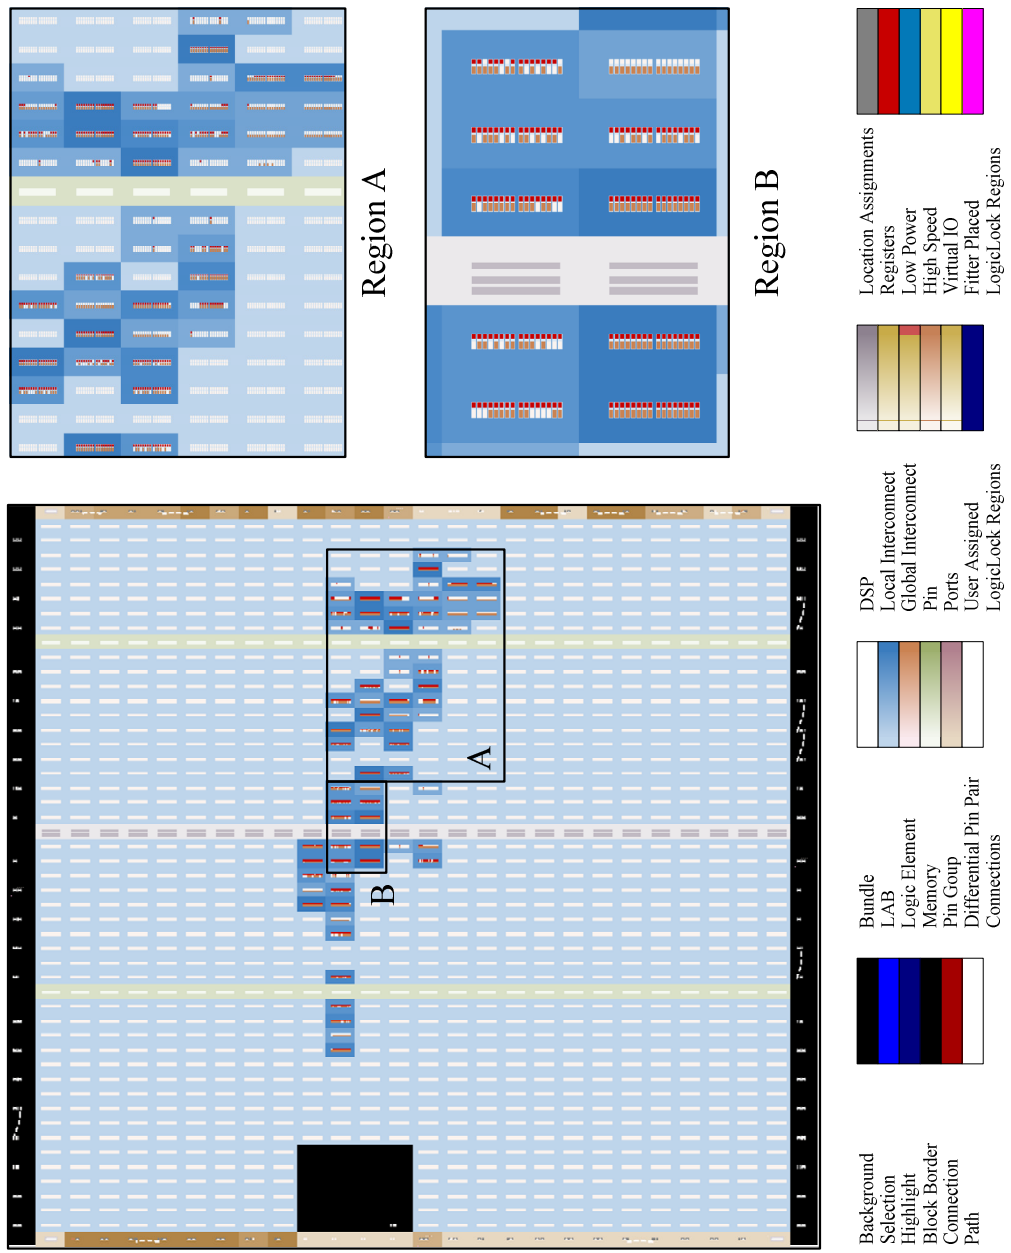 Region A
Region B
A
B
Location Assignments
Registers
Low Power
High Speed
Virtual IO
Fitter Placed
LogicLock Regions
DSP
Local Interconnect
Global Interconnect
Pin
Ports
User Assigned
LogicLock Regions
Bundle
LAB
Logic Element
Memory
Pin Goup
Differential Pin Pair
Connections
Background
Selection
Highlight
Block Border
Connection
Path